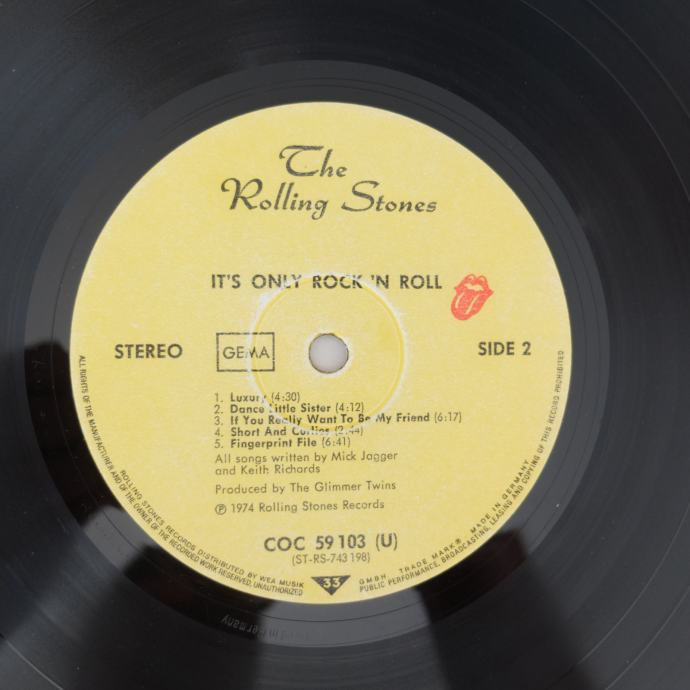 The
Rolling Stones
IT'S ONLY ROCK 'N ROLL
STEREO
GEMA
SIDE 2
1. Luxury (4:30)
2. Dance Little Sister (4:12)
3. If You Really Want To Be My Friend (6:17)
4. Short And Curlies (2:44)
5. Fingerprint File (6:41)
All songs written by Mick Jagger
and Keith Richards
Produced by The Glimmer Twins
℗ 1974 Rolling Stones Records
COC 59 103 (U)
(ST-RS-743 198)
33
ROLLING STONES RECORDS DISTRIBUTED BY WEA MUSIK GMBH. TRADE MARK® MADE IN GERMANY
ALL RIGHTS OF THE MANUFACTURER AND OF THE OWNER OF THE RECORDED WORK RESERVED. UNAUTHORIZED PUBLIC PERFORMANCE, BROADCASTING, LEASING AND COPYING OF THIS RECORD PROHIBITED
Made in Germany